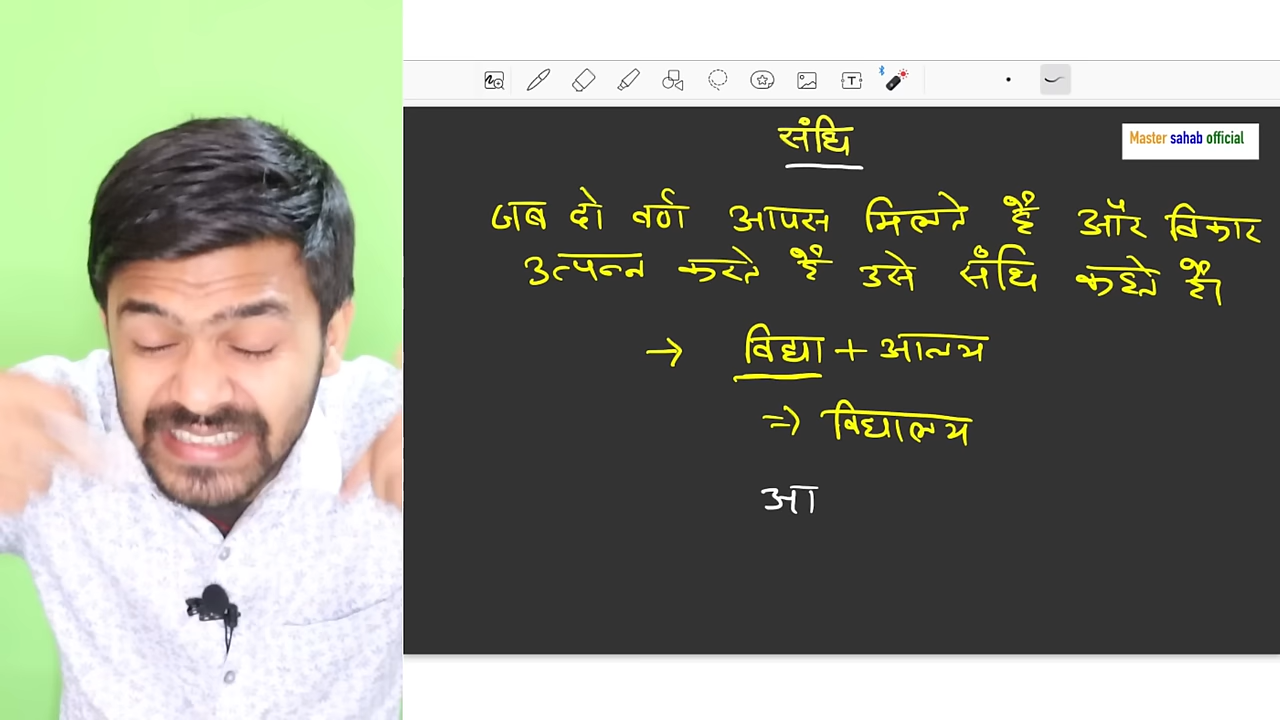 संधि
Master sahab official
जब दो वर्ण आपस मिलते हैं और विकार
उत्पन्न करते हैं उसे संधि कहते हैं।
→ विद्या + आलय
⇒ विद्यालय
आ